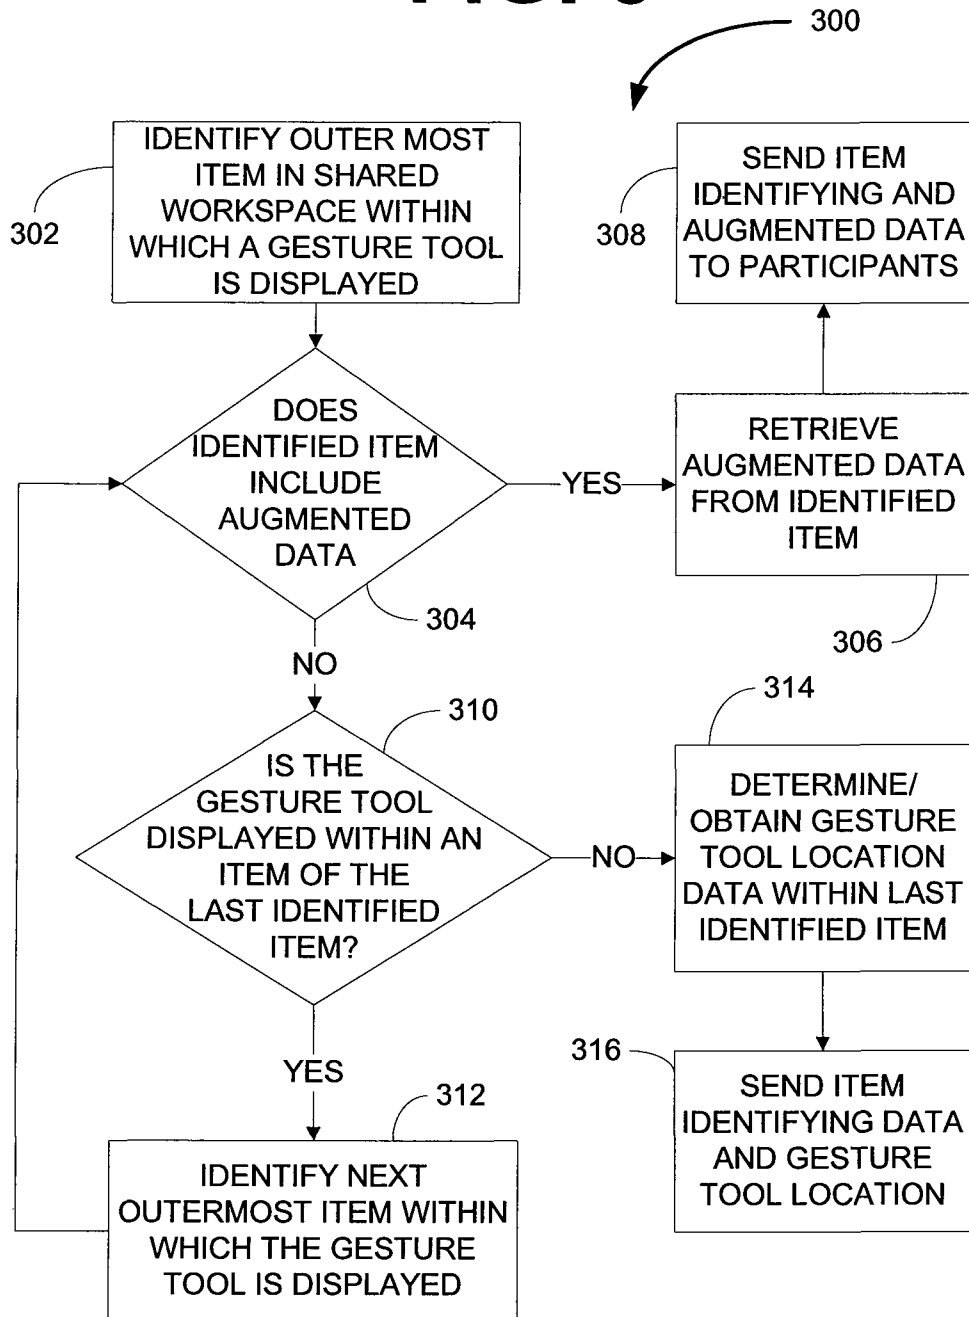 300
IDENTIFY OUTER MOST
ITEM IN SHARED
WORKSPACE WITHIN
WHICH A GESTURE TOOL
IS DISPLAYED
302
SEND ITEM
IDENTIFYING AND
AUGMENTED DATA
TO PARTICIPANTS
308
DOES
IDENTIFIED ITEM
INCLUDE
AUGMENTED
DATA
304
YES
RETRIEVE
AUGMENTED DATA
FROM IDENTIFIED
ITEM
306
NO
310
IS THE
GESTURE TOOL
DISPLAYED WITHIN AN
ITEM OF THE
LAST IDENTIFIED
ITEM?
NO
314
DETERMINE/
OBTAIN GESTURE
TOOL LOCATION
DATA WITHIN LAST
IDENTIFIED ITEM
YES
312
IDENTIFY NEXT
OUTERMOST ITEM WITHIN
WHICH THE GESTURE
TOOL IS DISPLAYED
316
SEND ITEM
IDENTIFYING DATA
AND GESTURE
TOOL LOCATION